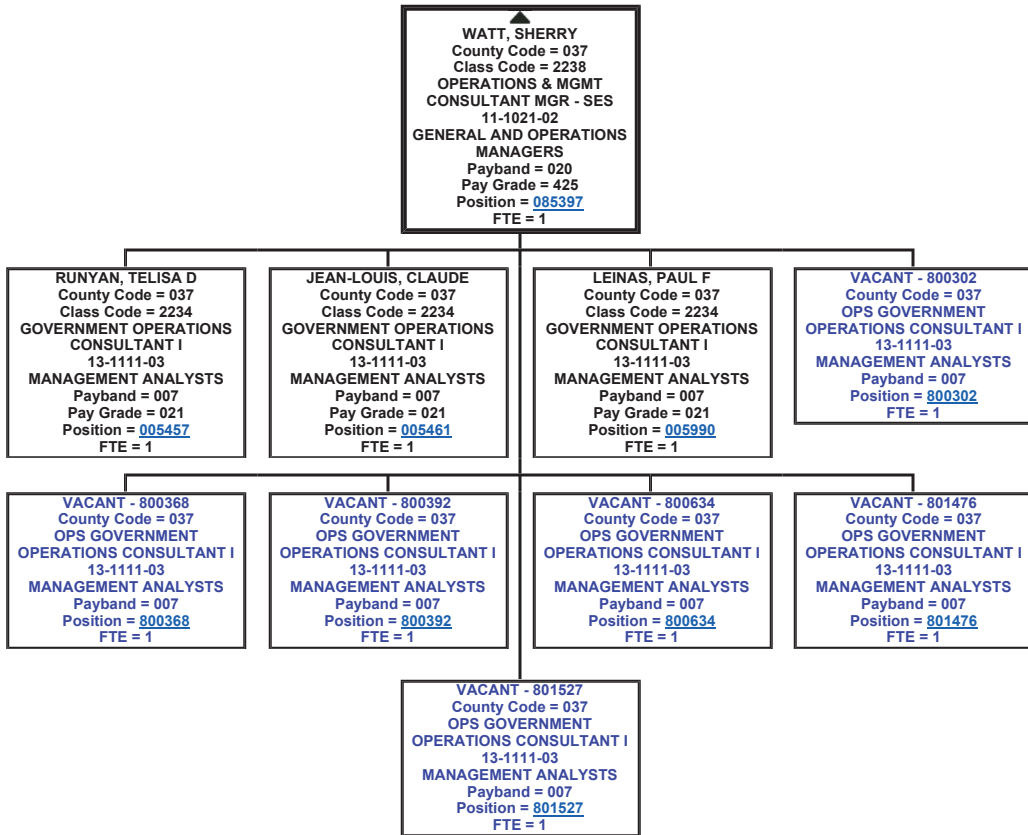 WATT, SHERRY
County Code = 037
Class Code = 2238
OPERATIONS & MGMT
CONSULTANT MGR - SES
11-1021-02
GENERAL AND OPERATIONS
MANAGERS
Payband = 020
Pay Grade = 425
Position = 085397
FTE = 1
RUNYAN, TELISA D
County Code = 037
Class Code = 2234
GOVERNMENT OPERATIONS
CONSULTANT I
13-1111-03
MANAGEMENT ANALYSTS
Payband = 007
Pay Grade = 021
Position = 005457
FTE = 1
JEAN-LOUIS, CLAUDE
County Code = 037
Class Code = 2234
GOVERNMENT OPERATIONS
CONSULTANT I
13-1111-03
MANAGEMENT ANALYSTS
Payband = 007
Pay Grade = 021
Position = 005461
FTE = 1
LEINAS, PAUL F
County Code = 037
Class Code = 2234
GOVERNMENT OPERATIONS
CONSULTANT I
13-1111-03
MANAGEMENT ANALYSTS
Payband = 007
Pay Grade = 021
Position = 005990
FTE = 1
VACANT - 800302
County Code = 037
OPS GOVERNMENT
OPERATIONS CONSULTANT I
13-1111-03
MANAGEMENT ANALYSTS
Payband = 007
Position = 800302
FTE = 1
VACANT - 800368
County Code = 037
OPS GOVERNMENT
OPERATIONS CONSULTANT I
13-1111-03
MANAGEMENT ANALYSTS
Payband = 007
Position = 800368
FTE = 1
VACANT - 800392
County Code = 037
OPS GOVERNMENT
OPERATIONS CONSULTANT I
13-1111-03
MANAGEMENT ANALYSTS
Payband = 007
Position = 800392
FTE = 1
VACANT - 800634
County Code = 037
OPS GOVERNMENT
OPERATIONS CONSULTANT I
13-1111-03
MANAGEMENT ANALYSTS
Payband = 007
Position = 800634
FTE = 1
VACANT - 801476
County Code = 037
OPS GOVERNMENT
OPERATIONS CONSULTANT I
13-1111-03
MANAGEMENT ANALYSTS
Payband = 007
Position = 801476
FTE = 1
VACANT - 801527
County Code = 037
OPS GOVERNMENT
OPERATIONS CONSULTANT I
13-1111-03
MANAGEMENT ANALYSTS
Payband = 007
Position = 801527
FTE = 1